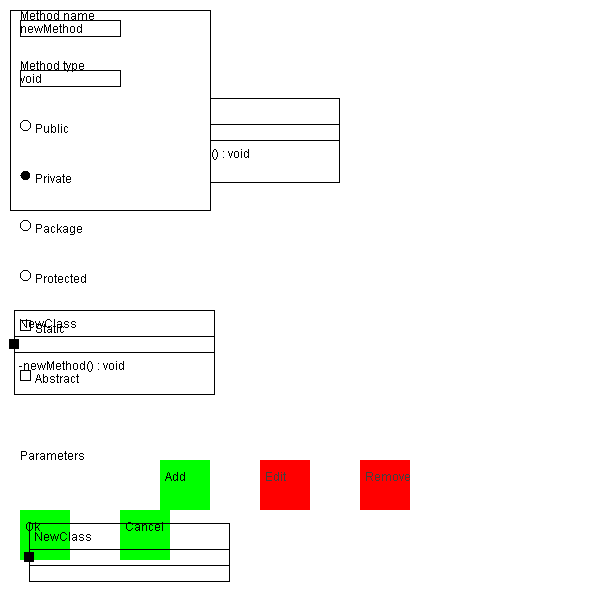 Method name
newMethod
Method type
void
Public
() : void
Private
Package
Protected
NewClass
Static
-newMethod() : void
Abstract
Parameters
Add
Edit
Remove
Ok
Cancel
NewClass